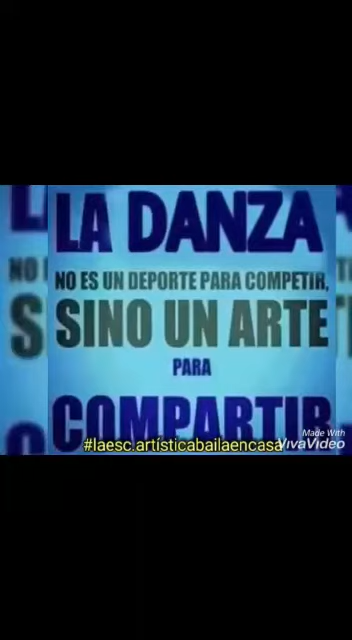 LA DANZA
NO ES UN DEPORTE PARA COMPETIR,
SINO UN ARTE
PARA
COMPARTIR
#laesc.artísticabailaencasa
Made With
VivaVideo